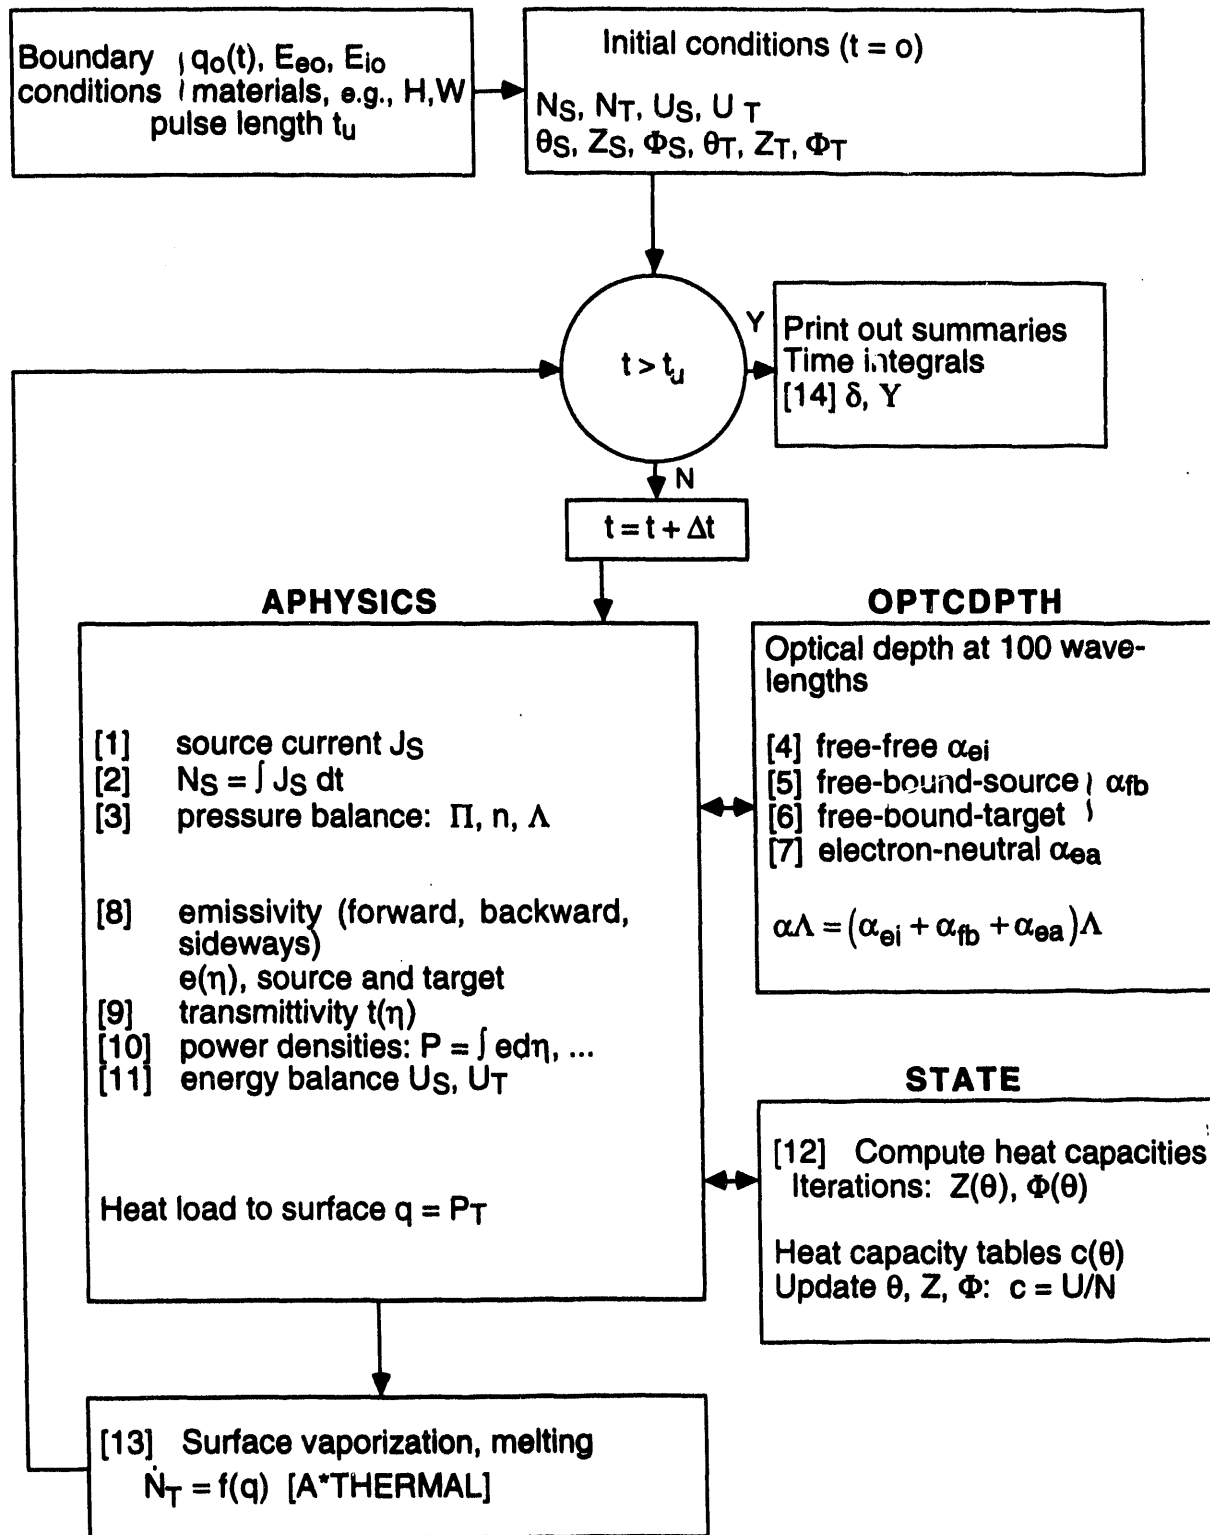 Boundary { qo(t), Eeo, Eio
conditions { materials, e.g., H,W
pulse length tu
Initial conditions (t = o)
NS, NT, US, U T
θS, ZS, ΦS, θT, ZT, ΦT
t > tu
Y
Print out summaries
Time integrals
[14] δ, Y
N
t = t + Δt
APHYSICS
[1] source current JS
[2] NS = ∫ JS dt
[3] pressure balance: Π, n, Λ
[8] emissivity (forward, backward,
sideways)
e(η), source and target
[9] transmittivity t(η)
[10] power densities: P = ∫ edη, ...
[11] energy balance US, UT
Heat load to surface q = PT
OPTCDPTH
Optical depth at 100 wave-
lengths
[4] free-free αei
[5] free-bound-source } αfb
[6] free-bound-target }
[7] electron-neutral αea
αΛ = (αei + αfb + αea)Λ
STATE
[12] Compute heat capacities
Iterations: Z(θ), Φ(θ)
Heat capacity tables c(θ)
Update θ, Z, Φ: c = U/N
[13] Surface vaporization, melting
ṄT = f(q) [A*THERMAL]